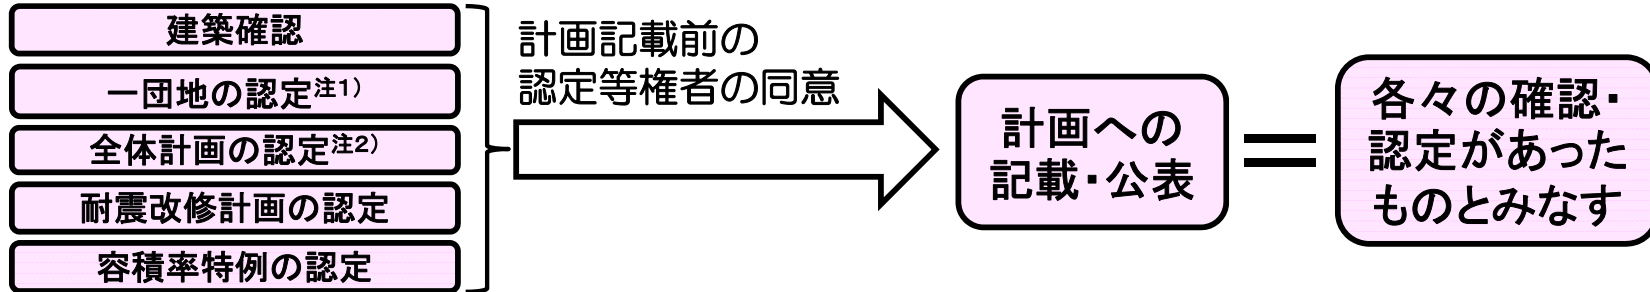 建築確認
一団地の認定注1)
全体計画の認定注2)
耐震改修計画の認定
容積率特例の認定
計画記載前の
認定等権者の同意
計画への
記載・公表
＝
各々の確認・
認定があった
ものとみなす